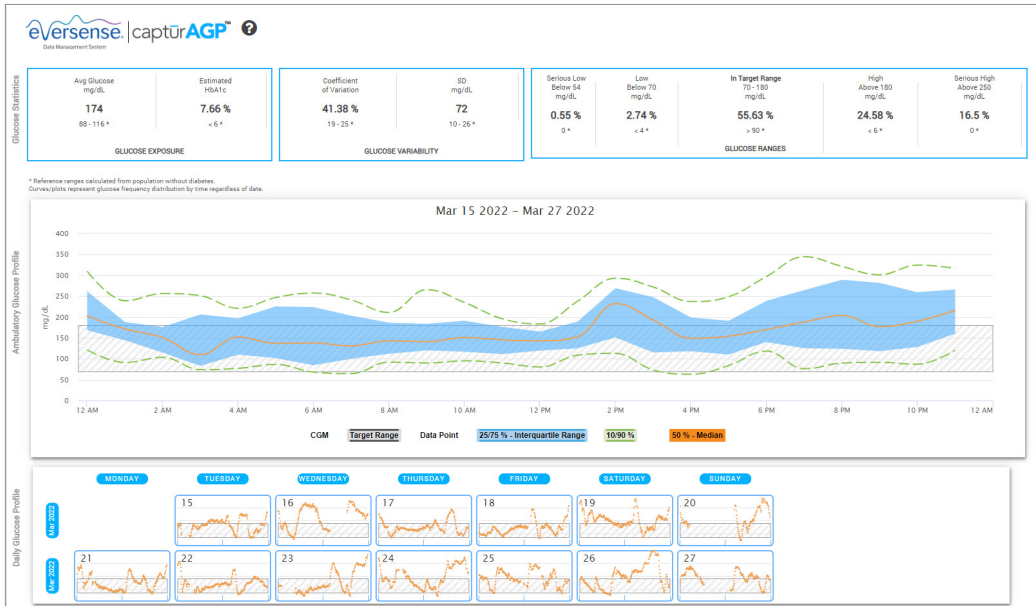 eversense. | captūrAGP™ ?
Data Management System
Glucose Statistics
Avg Glucose
mg/dL
174
88 - 116 *
Estimated
HbA1c
7.66 %
< 6 *
GLUCOSE EXPOSURE
Coefficient
of Variation
41.38 %
19 - 25 *
SD
mg/dL
72
10 - 26 *
GLUCOSE VARIABILITY
Serious Low
Below 54
mg/dL
0.55 %
0 *
Low
Below 70
mg/dL
2.74 %
< 4 *
In Target Range
70 - 180
mg/dL
55.63 %
> 90 *
High
Above 180
mg/dL
24.58 %
< 6 *
Serious High
Above 250
mg/dL
16.5 %
0 *
GLUCOSE RANGES
* Reference ranges calculated from population without diabetes.
Curves/plots represent glucose frequency distribution by time regardless of date.
Ambulatory Glucose Profile
Mar 15 2022 – Mar 27 2022
mg/dL
400
350
300
250
200
150
100
50
0
12 AM 2 AM 4 AM 6 AM 8 AM 10 AM 12 PM 2 PM 4 PM 6 PM 8 PM 10 PM 12 AM
CGM Target Range Data Point 25/75 % - Interquartile Range 10/90 % 50 % - Median
Daily Glucose Profile
MONDAY TUESDAY WEDNESDAY THURSDAY FRIDAY SATURDAY SUNDAY
Mar 2022
15 16 17 18 19 20
Mar 2022
21 22 23 24 25 26 27